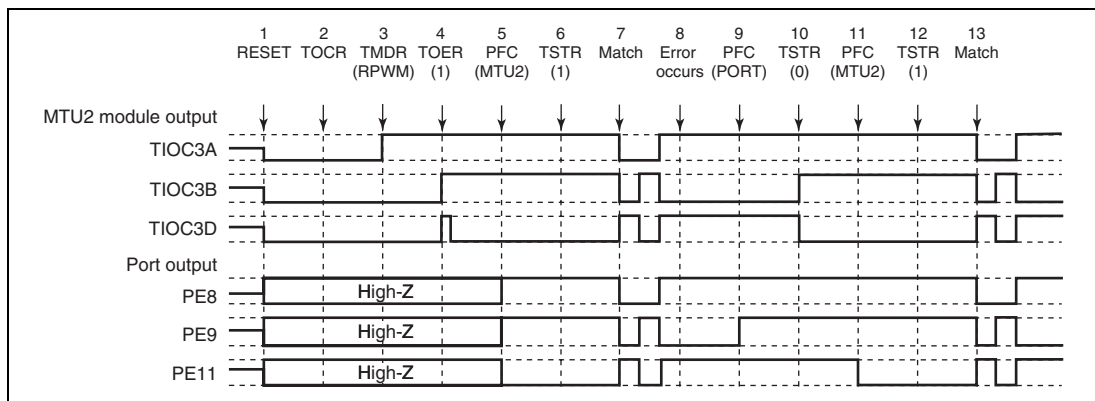 1 2 3 4 5 6 7 8 9 10 11 12 13
RESET TOCR TMDR TOER PFC TSTR Match Error PFC TSTR PFC TSTR Match
(RPWM) (1) (MTU2) (1) occurs (PORT) (0) (MTU2) (1)
MTU2 module output
TIOC3A
TIOC3B
TIOC3D
Port output
PE8 High-Z
PE9 High-Z
PE11 High-Z